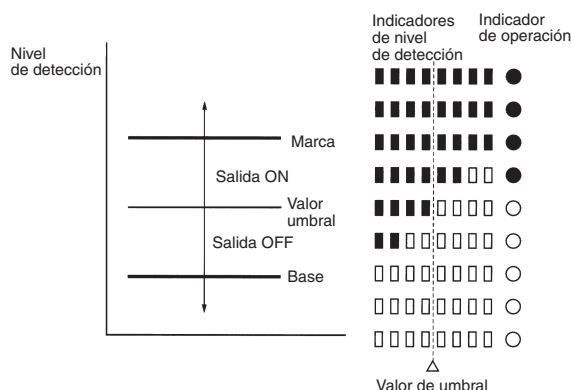 Nivel
de detección
Marca
Salida ON
Valor
umbral
Salida OFF
Base
Indicadores
de nivel
de detección
Indicador
de operación
Valor de umbral